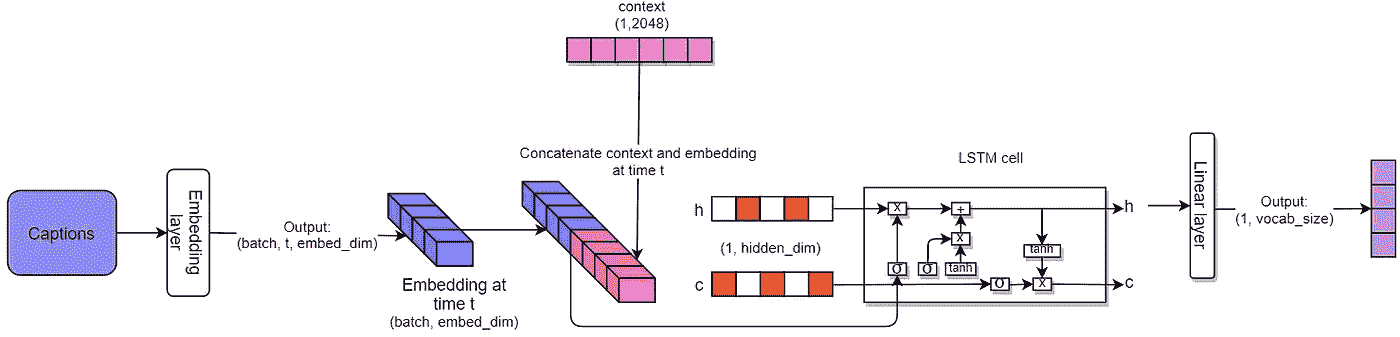 context
(1,2048)
Concatenate context and embedding
at time t
LSTM cell
Captions
Embedding
layer
Output:
(batch, t, embed_dim)
Embedding at
time t
(batch, embed_dim)
h
(1, hidden_dim)
c
x
+
x
σ
σ
tanh
tanh
σ
x
h
c
Linear layer
Output:
(1, vocab_size)